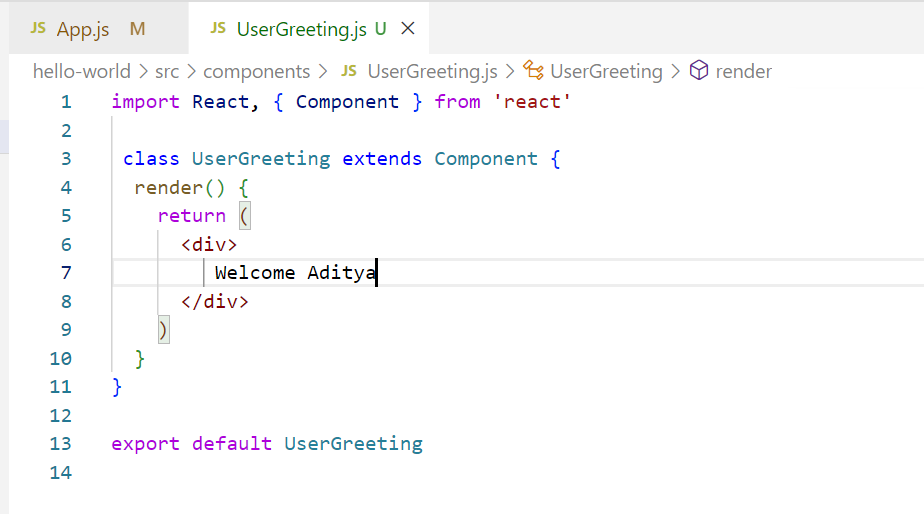 JS App.js M JS UserGreeting.js U ×
hello-world > src > components > JS UserGreeting.js > UserGreeting > render
1 import React, { Component } from 'react'
2
3 class UserGreeting extends Component {
4 render() {
5 return (
6 <div>
7 Welcome Aditya
8 </div>
9 )
10 }
11 }
12
13 export default UserGreeting
14